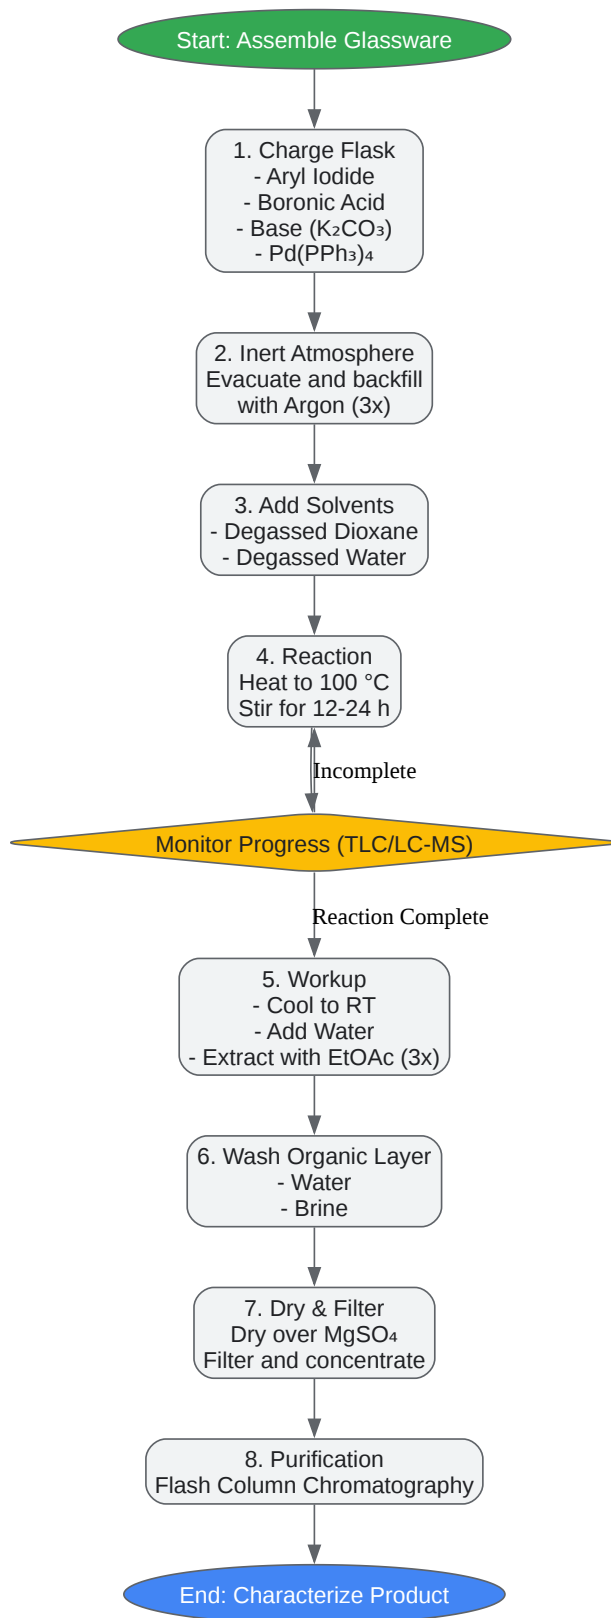 Start: Assemble Glassware
1. Charge Flask
- Aryl Iodide
- Boronic Acid
- Base (K₂CO₃)
- Pd(PPh₃)₄
2. Inert Atmosphere
Evacuate and backfill
with Argon (3x)
3. Add Solvents
- Degassed Dioxane
- Degassed Water
4. Reaction
Heat to 100 °C
Stir for 12-24 h
Incomplete
Monitor Progress (TLC/LC-MS)
Reaction Complete
5. Workup
- Cool to RT
- Add Water
- Extract with EtOAc (3x)
6. Wash Organic Layer
- Water
- Brine
7. Dry & Filter
Dry over MgSO₄
Filter and concentrate
8. Purification
Flash Column Chromatography
End: Characterize Product